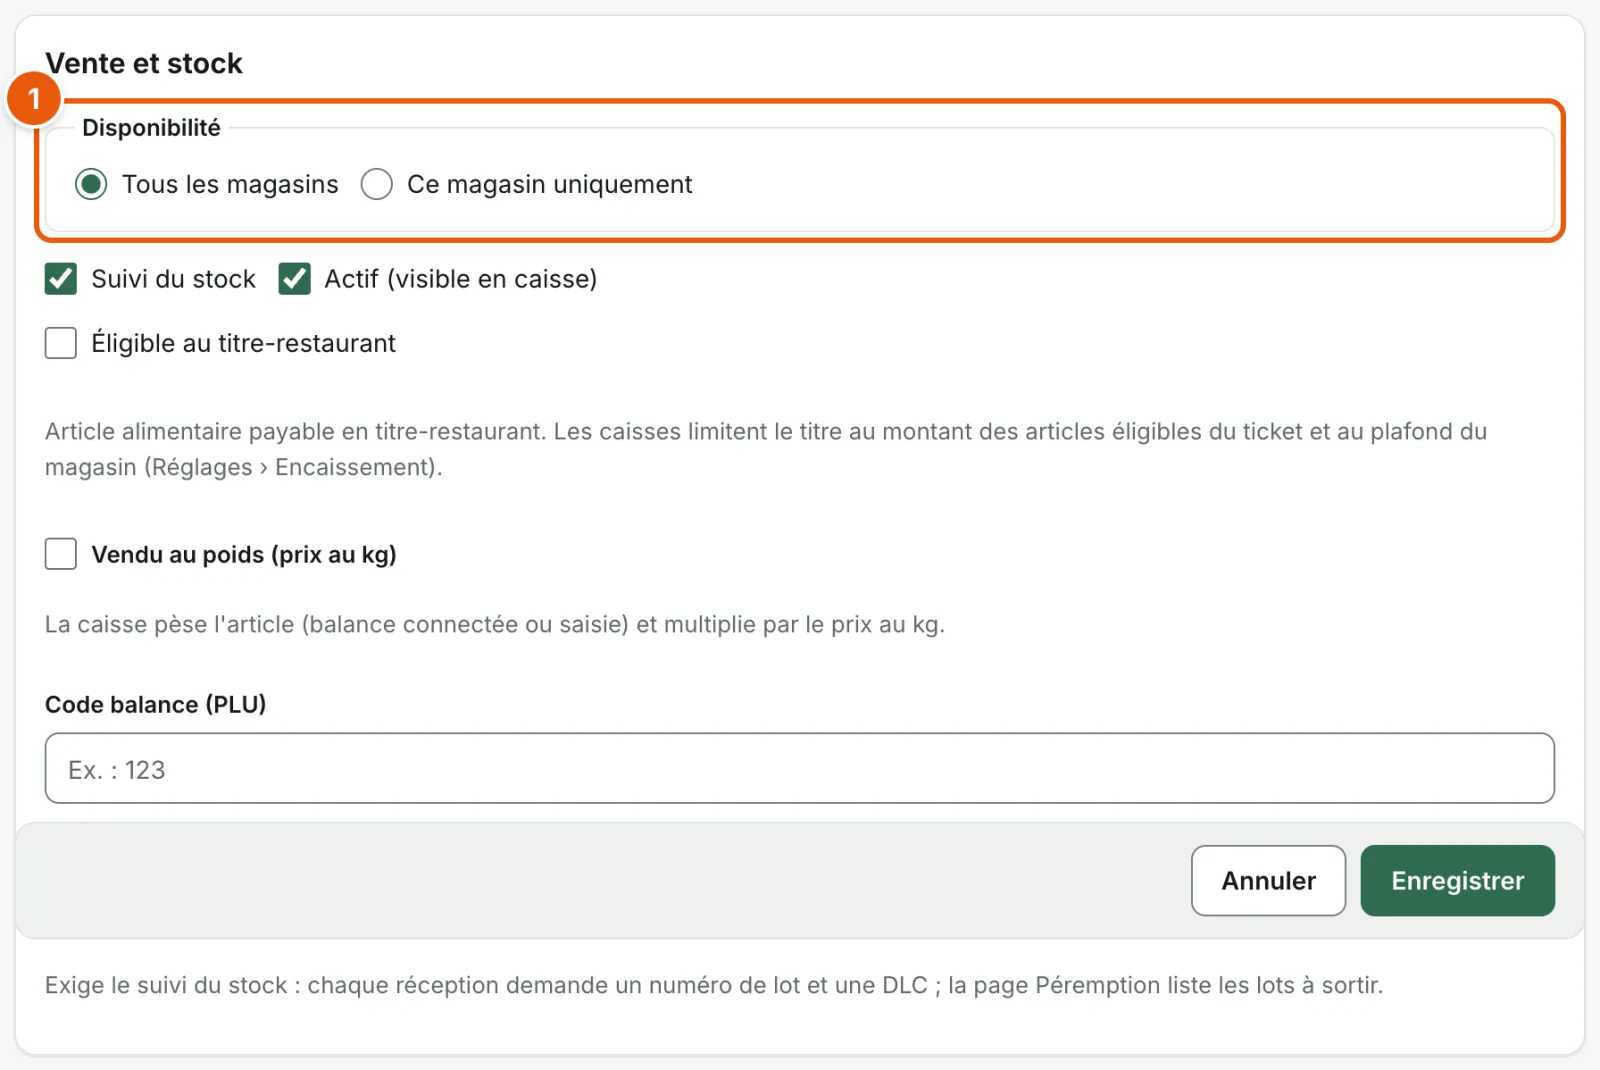 Vente et stock
1
Disponibilité
Tous les magasins Ce magasin uniquement
Suivi du stock Actif (visible en caisse)
Éligible au titre-restaurant
Article alimentaire payable en titre-restaurant. Les caisses limitent le titre au montant des articles éligibles du ticket et au plafond du
magasin (Réglages › Encaissement).
Vendu au poids (prix au kg)
La caisse pèse l'article (balance connectée ou saisie) et multiplie par le prix au kg.
Code balance (PLU)
Ex. : 123
Annuler Enregistrer
Exige le suivi du stock : chaque réception demande un numéro de lot et une DLC ; la page Péremption liste les lots à sortir.